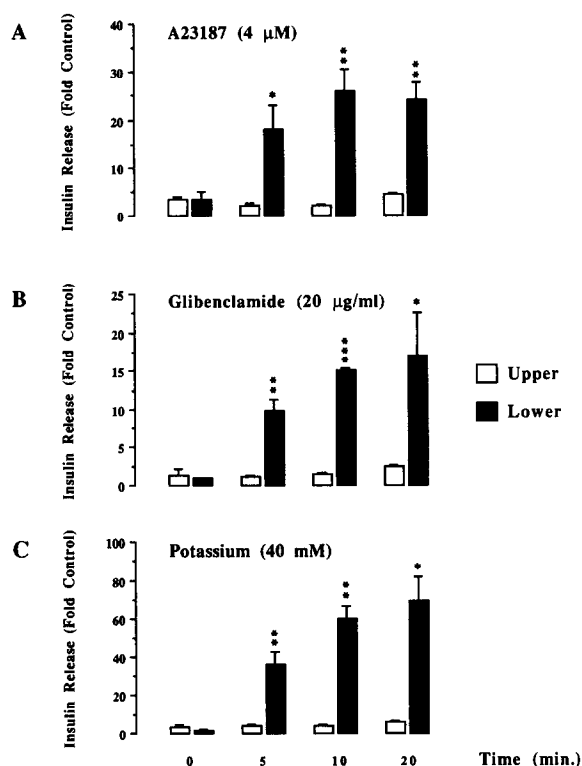 A
A23187 (4 μM)
Insulin Release (Fold Control)
40
30
20
10
0
*
**
**
B
Glibenclamide (20 μg/ml)
Insulin Release (Fold Control)
25
20
15
10
5
0
**
***
*
Upper
Lower
C
Potassium (40 mM)
Insulin Release (Fold Control)
100
80
60
40
20
0
**
**
*
0 5 10 20 Time (min.)